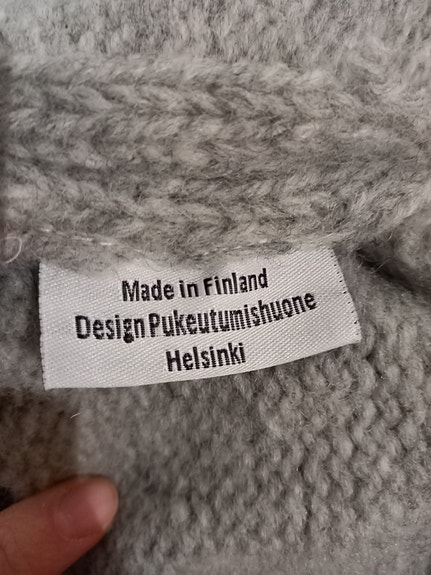 Made in Finland
Design Pukeutumishuone
Helsinki